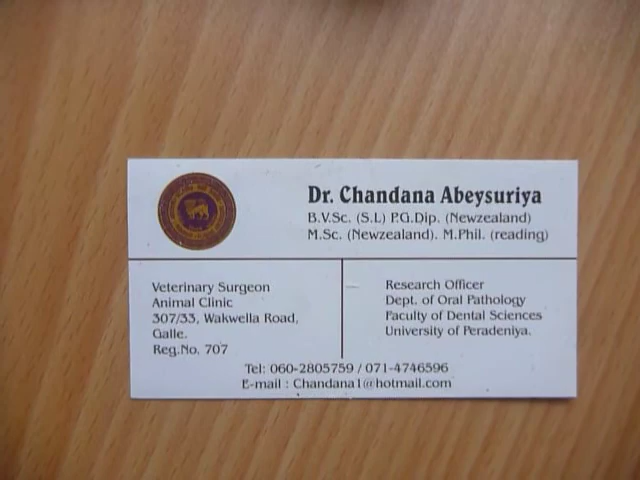 Dr. Chandana Abeysuriya
B.V.Sc. (S.L) P.G.Dip. (Newzealand)
M.Sc. (Newzealand). M.Phil. (reading)
Veterinary Surgeon
Animal Clinic
307/33, Wakwella Road,
Galle.
Reg.No. 707
Research Officer
Dept. of Oral Pathology
Faculty of Dental Sciences
University of Peradeniya.
Tel: 060-2805759 / 071-4746596
E-mail : Chandana1@hotmail.com